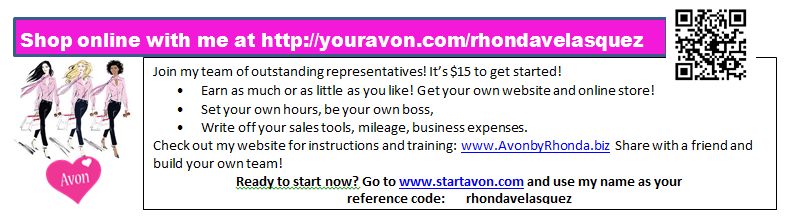 Shop online with me at http://youravon.com/rhondavelasquez
Join my team of outstanding representatives! It's $15 to get started!
• Earn as much or as little as you like! Get your own website and online store!
• Set your own hours, be your own boss,
• Write off your sales tools, mileage, business expenses.
Check out my website for instructions and training: www.AvonbyRhonda.biz Share with a friend and
build your own team!
Ready to start now? Go to www.startavon.com and use my name as your
reference code: rhondavelasquez
Avon